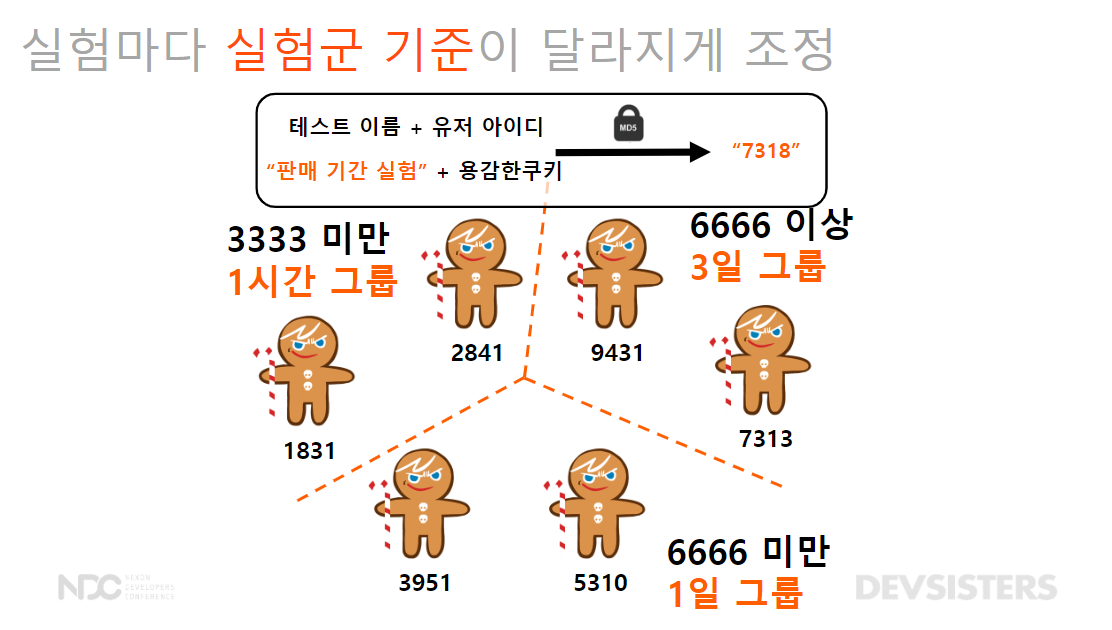 실험마다 실험군 기준이 달라지게 조정
테스트 이름 + 유저 아이디
MD5
“7318”
“판매 기간 실험” + 용감한쿠키
3333 미만
1시간 그룹
6666 이상
3일 그룹
2841
9431
1831
7313
3951
5310
6666 미만
1일 그룹
NDC
NEXON
DEVELOPERS
CONFERENCE
DEVSISTERS